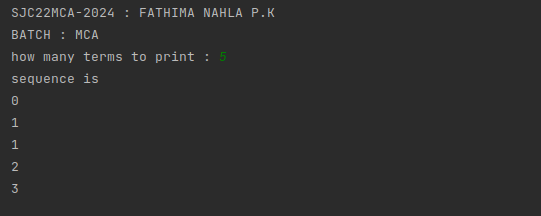 SJC22MCA-2024 : FATHIMA NAHLA P.K
BATCH : MCA
how many terms to print : 5
sequence is
0
1
1
2
3